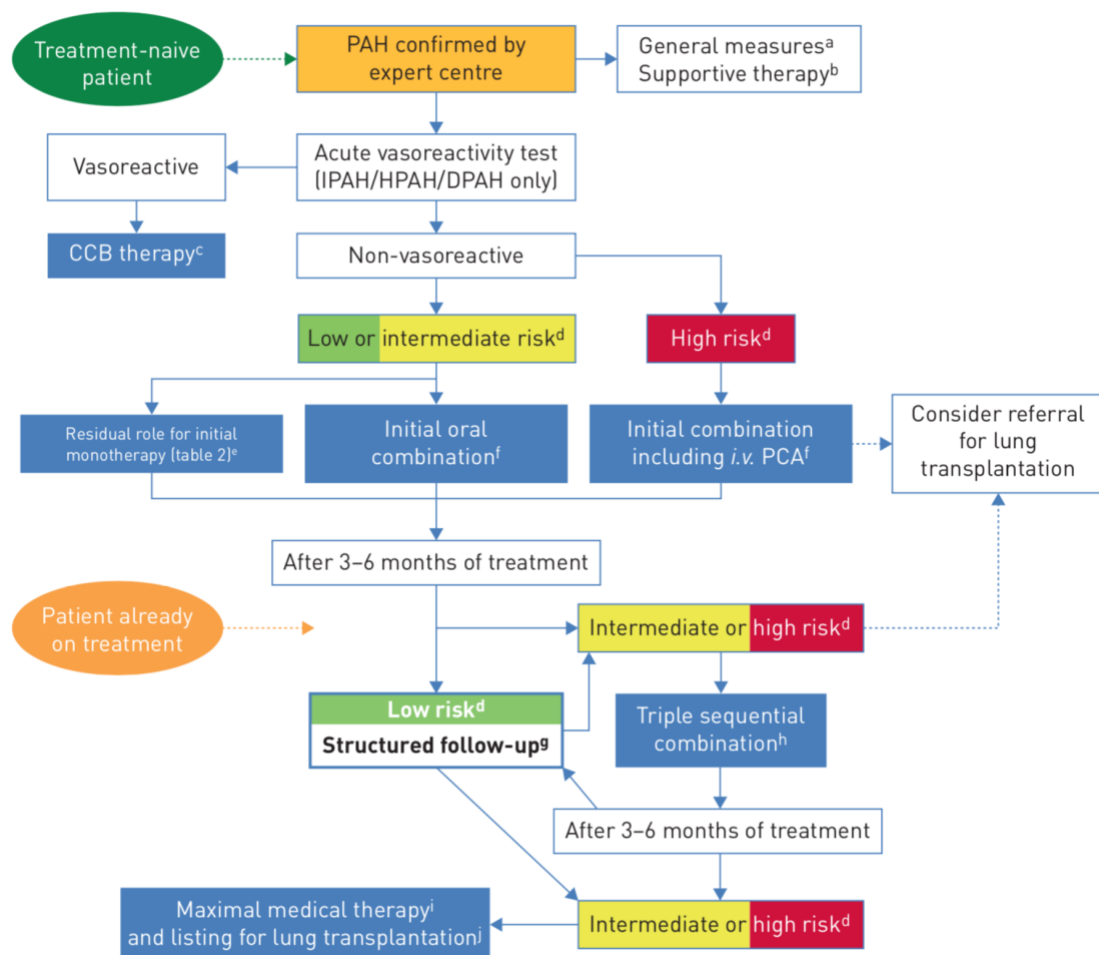 Treatment-naive
patient
PAH confirmed by
expert centre
General measuresᵃ
Supportive therapyᵇ
Vasoreactive
Acute vasoreactivity test
(IPAH/HPAH/DPAH only)
CCB therapyᶜ
Non-vasoreactive
Low or intermediate riskᵈ
High riskᵈ
Residual role for initial
monotherapy (table 2)ᵉ
Initial oral
combinationᶠ
Initial combination
including i.v. PCAᶠ
Consider referral
for lung
transplantation
After 3–6 months of treatment
Patient already
on treatment
Intermediate or high riskᵈ
Low riskᵈ
Structured follow-upᵍ
Triple sequential
combinationʰ
After 3–6 months of treatment
Maximal medical therapyⁱ
and listing for lung transplantationʲ
Intermediate or high riskᵈ